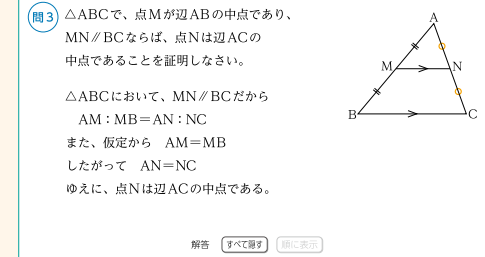 問3 △ABCで、点Mが辺ABの中点であり、
MN∥BCならば、点Nは辺ACの
中点であることを証明しなさい。
△ABCにおいて、MN∥BCだから
AM：MB＝AN：NC
また、仮定から　AM＝MB
したがって　AN＝NC
ゆえに、点Nは辺ACの中点である。
A
M
N
B
C
解答 すべて隠す 順に表示